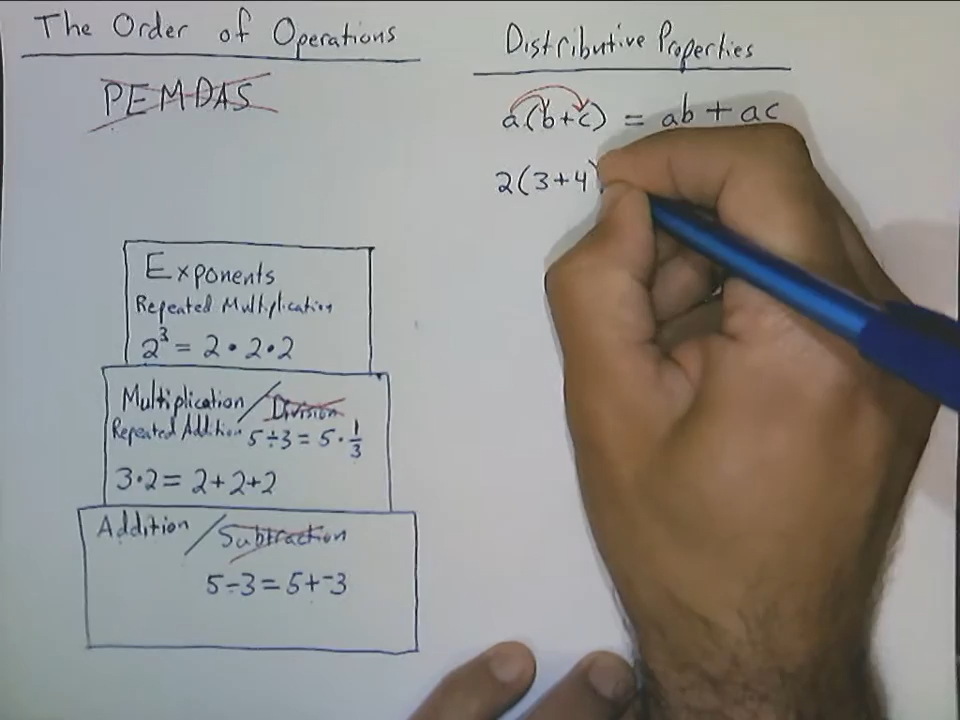 The Order of Operations
PEMDAS
Exponents
Repeated Multiplication
2³ = 2 • 2 • 2
Multiplication / Division
Repeated Addition 5÷3 = 5 • 1/3
3•2 = 2+2+2
Addition / Subtraction
5-3 = 5+-3
Distributive Properties
a(b+c) = ab + ac
2(3+4)